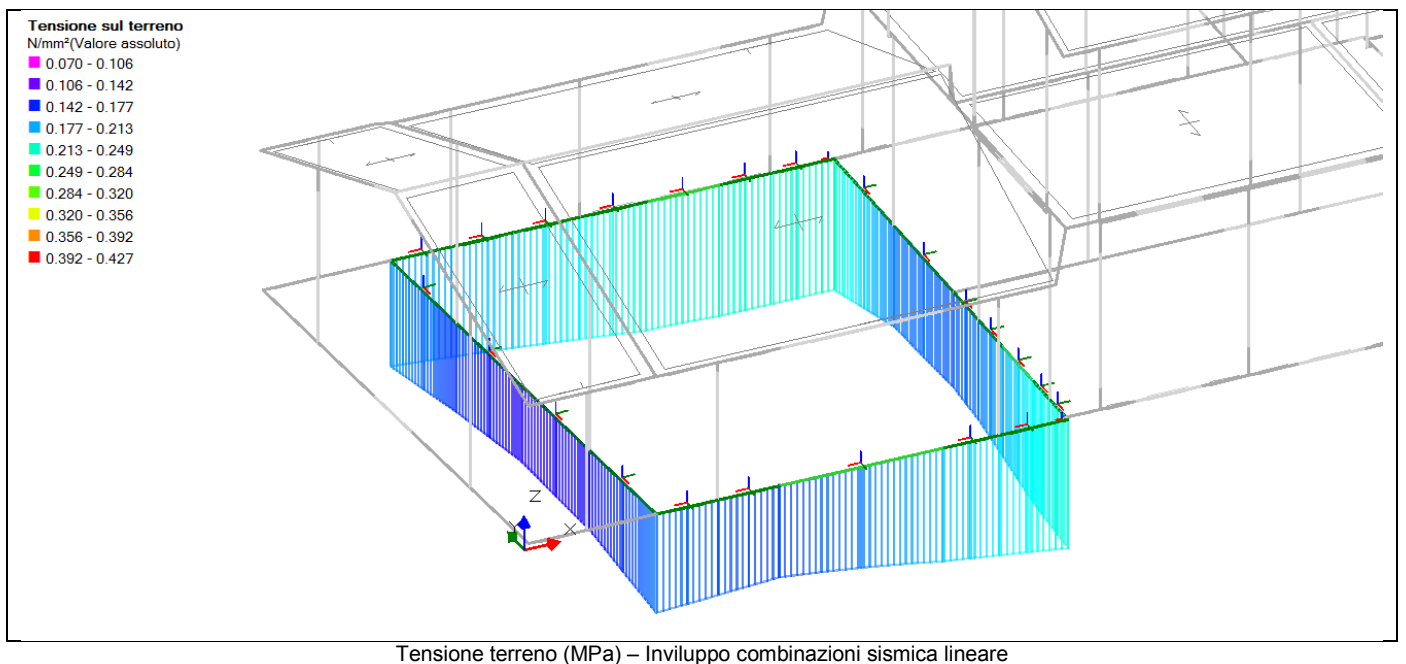 Tensione sul terreno
N/mm²(Valore assoluto)
0.070 - 0.106
0.106 - 0.142
0.142 - 0.177
0.177 - 0.213
0.213 - 0.249
0.249 - 0.284
0.284 - 0.320
0.320 - 0.356
0.356 - 0.392
0.392 - 0.427
Z
X
Tensione terreno (MPa) – Inviluppo combinazioni sismica lineare